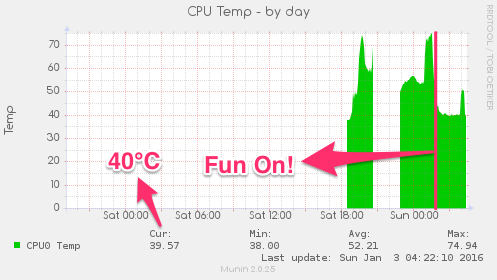 CPU Temp - by day
RRDTOOL / TOBI OETIKER
Temp
70
60
50
40
30
20
10
0
40°C
Fun On!
Sat 00:00 Sat 06:00 Sat 12:00 Sat 18:00 Sun 00:00
Cur: Min: Avg: Max:
CPU0 Temp 39.57 38.00 52.21 74.94
Last update: Sun Jan 3 04:22:10 2016
Munin 2.0.25